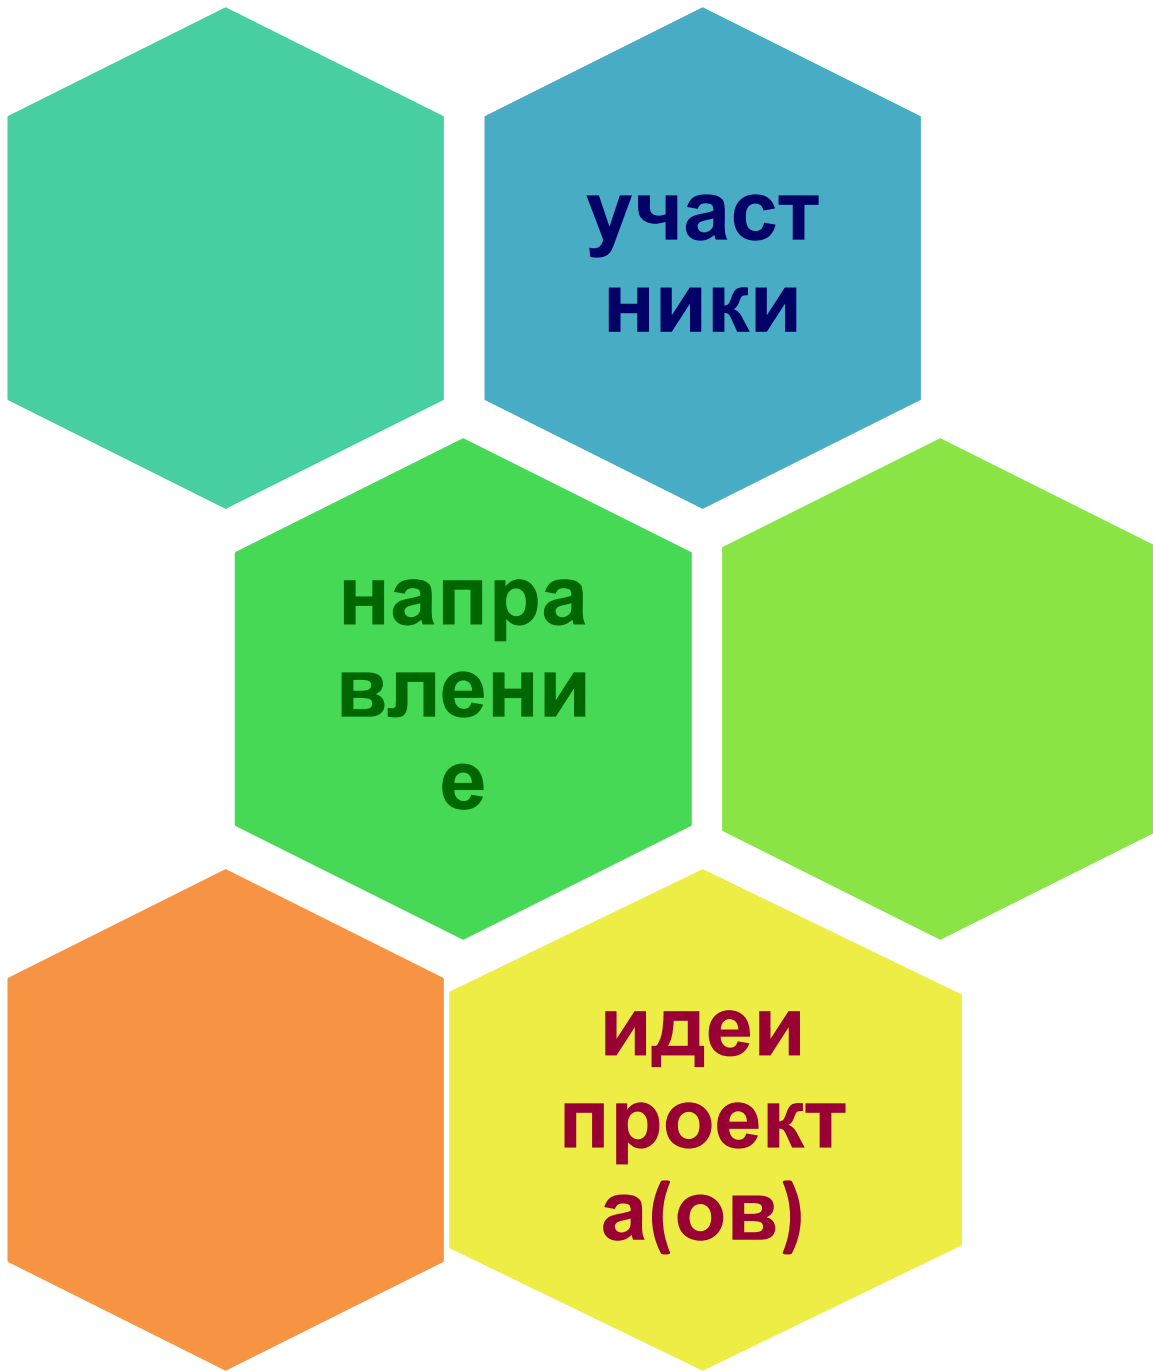 участ
ники
напра
влени
е
идеи
проект
а(ов)